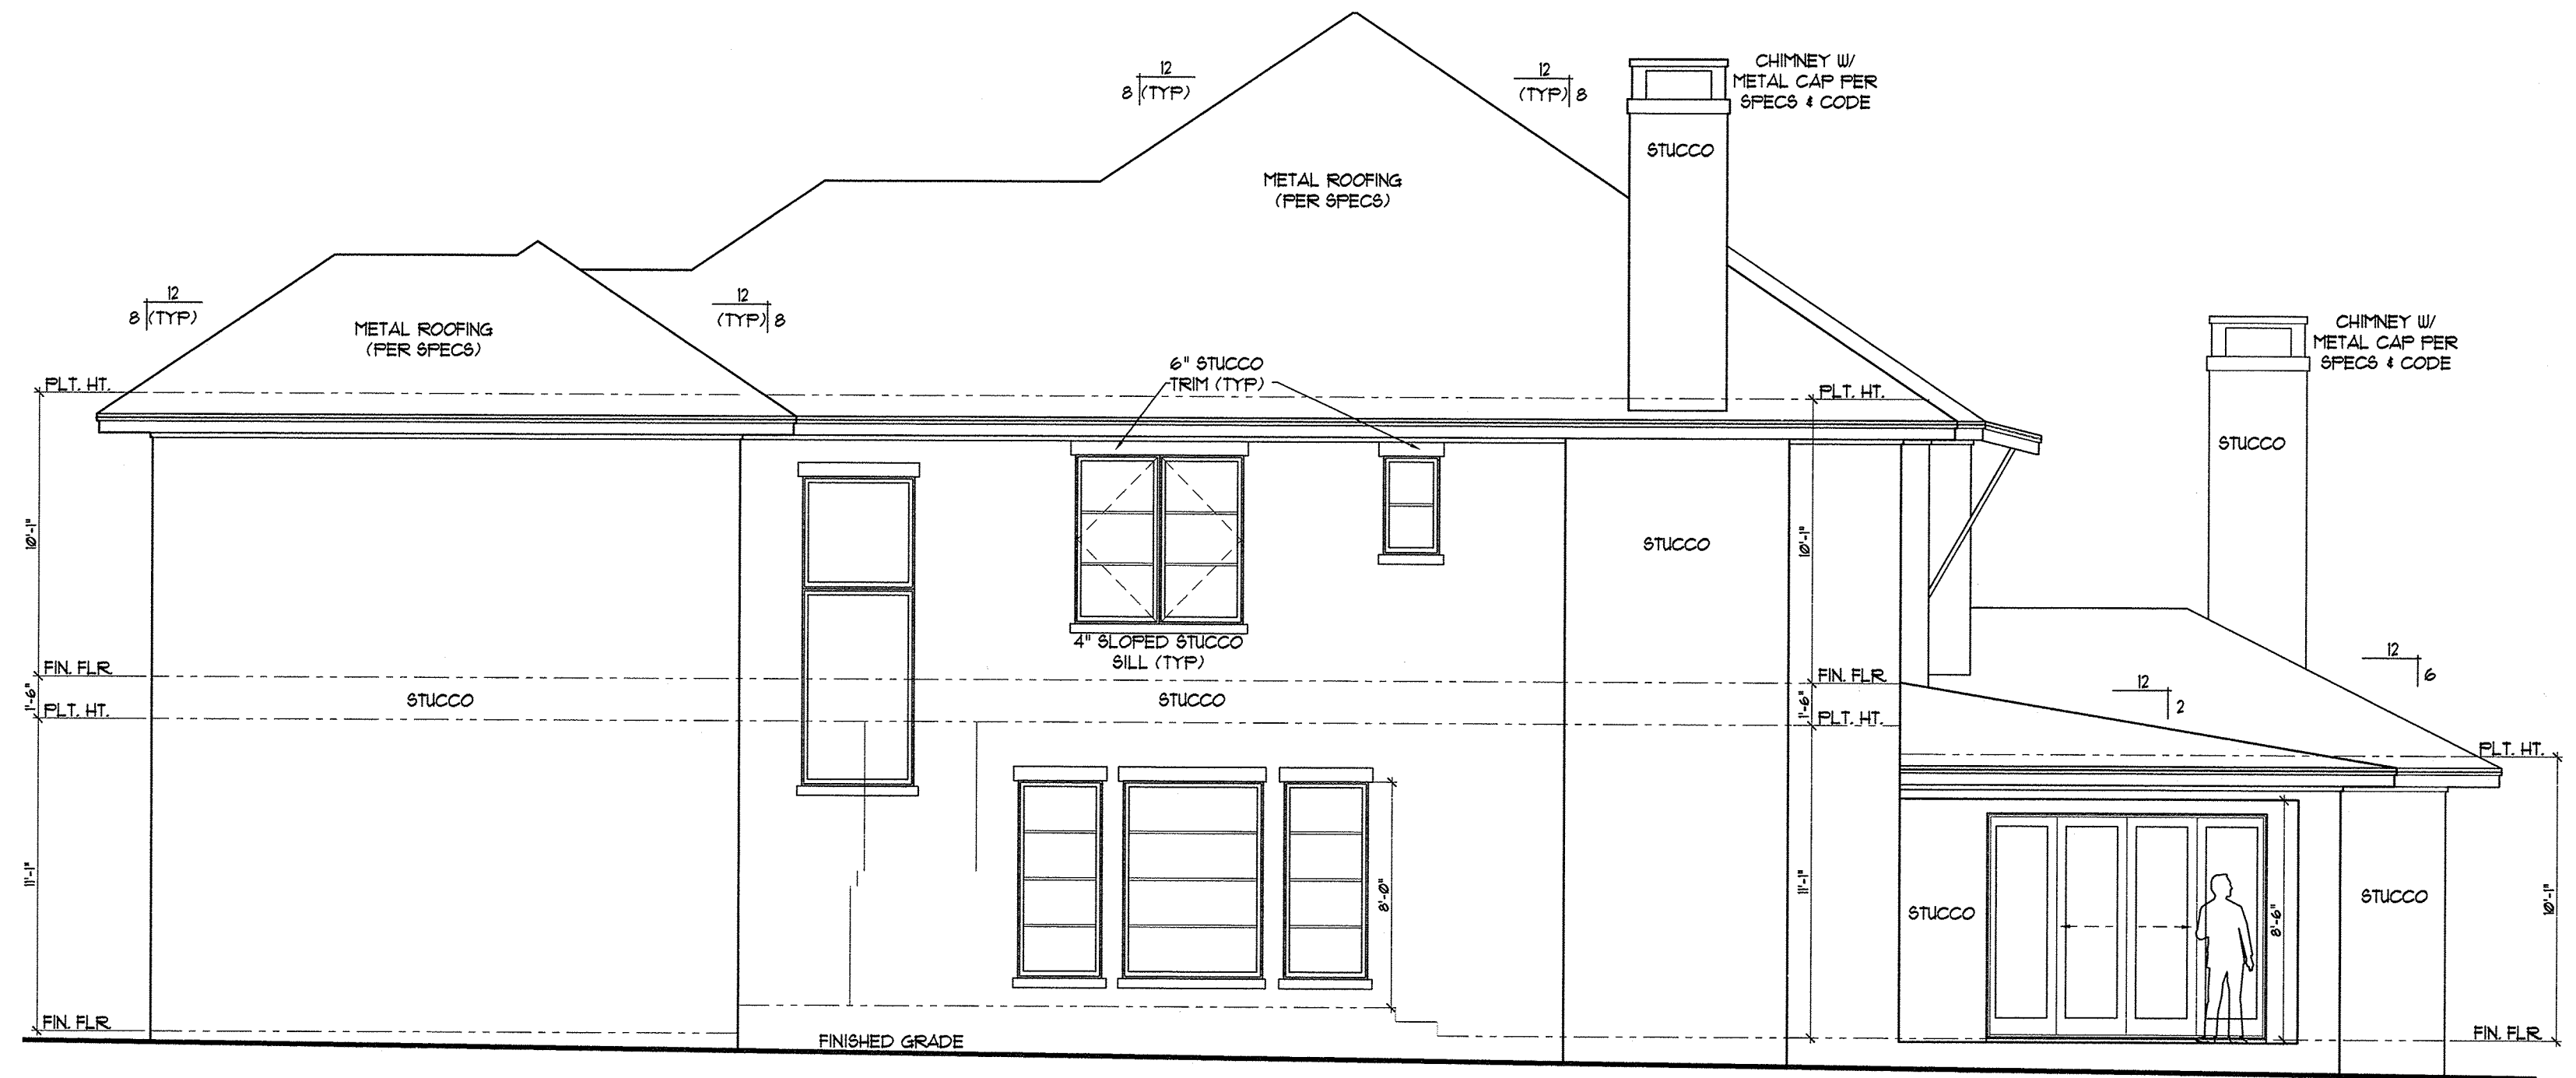 12
8 (TYP)
12
(TYP) 8
CHIMNEY W/
METAL CAP PER
SPECS & CODE
STUCCO
METAL ROOFING
(PER SPECS)
12
8 (TYP)
12
(TYP) 8
METAL ROOFING
(PER SPECS)
CHIMNEY W/
METAL CAP PER
SPECS & CODE
STUCCO
6" STUCCO
TRIM (TYP)
PLT. HT.
PLT. HT.
10'-1"
STUCCO
10'-1"
4" SLOPED STUCCO
SILL (TYP)
12
6
12
2
FIN. FLR.
FIN. FLR.
1'-6"
STUCCO
STUCCO
1'-6"
PLT. HT.
PLT. HT.
PLT. HT.
11'-1"
8'-0"
11'-1"
STUCCO
8'-6"
STUCCO
10'-1"
FIN. FLR.
FINISHED GRADE
FIN. FLR.